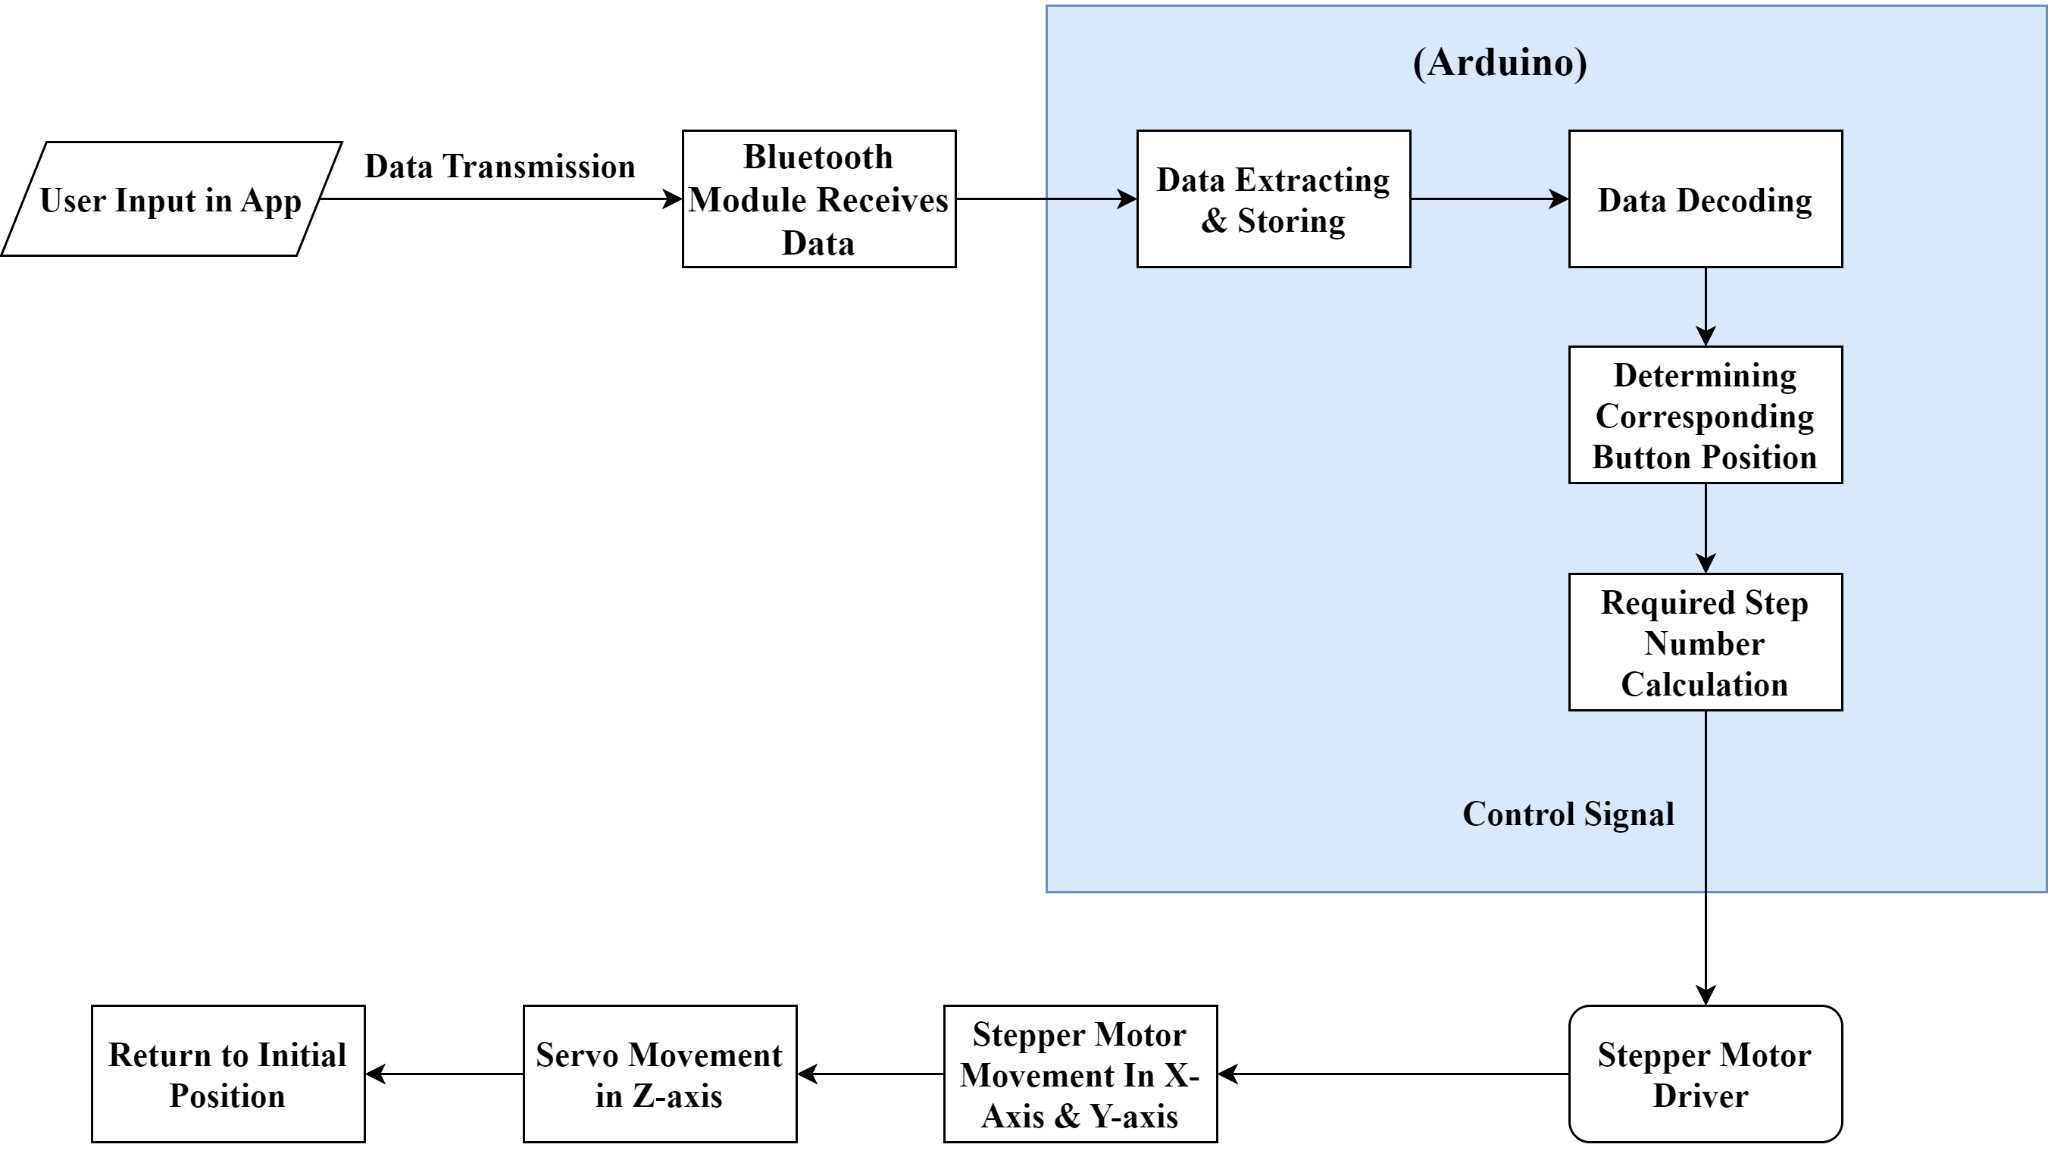 (Arduino)
User Input in App
Data Transmission
Bluetooth
Module Receives
Data
Data Extracting
& Storing
Data Decoding
Determining
Corresponding
Button Position
Required Step
Number
Calculation
Control Signal
Stepper Motor
Driver
Stepper Motor
Movement In X-
Axis & Y-axis
Servo Movement
in Z-axis
Return to Initial
Position